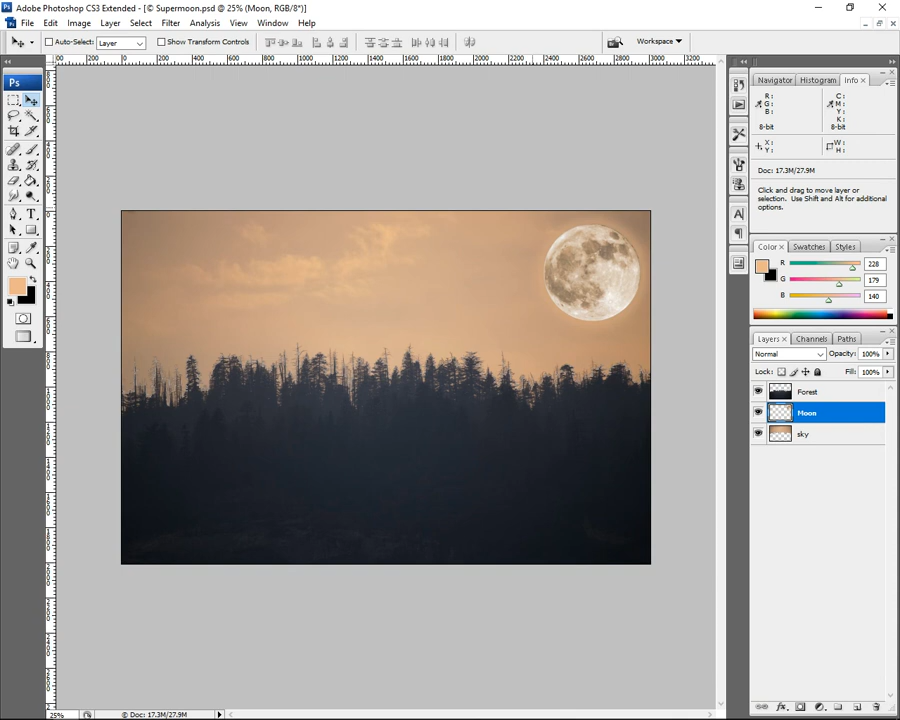 Adobe Photoshop CS3 Extended - [© Supermoon.psd @ 25% (Moon, RGB/8*)]
File Edit Image Layer Select Filter Analysis View Window Help
Auto-Select: Layer Show Transform Controls Workspace
Ps
Navigator Histogram Info ×
R: C:
G: M:
B: Y:
K:
8-bit 8-bit
X: W:
Y: H:
Doc: 17.3M/27.9M
Click and drag to move layer or
selection. Use Shift and Alt for additional
options.
Color × Swatches Styles
R 228
G 179
B 140
Layers × Channels Paths
Normal Opacity: 100%
Lock: Fill: 100%
Forest
Moon
sky
25% © Doc: 17.3M/27.9M